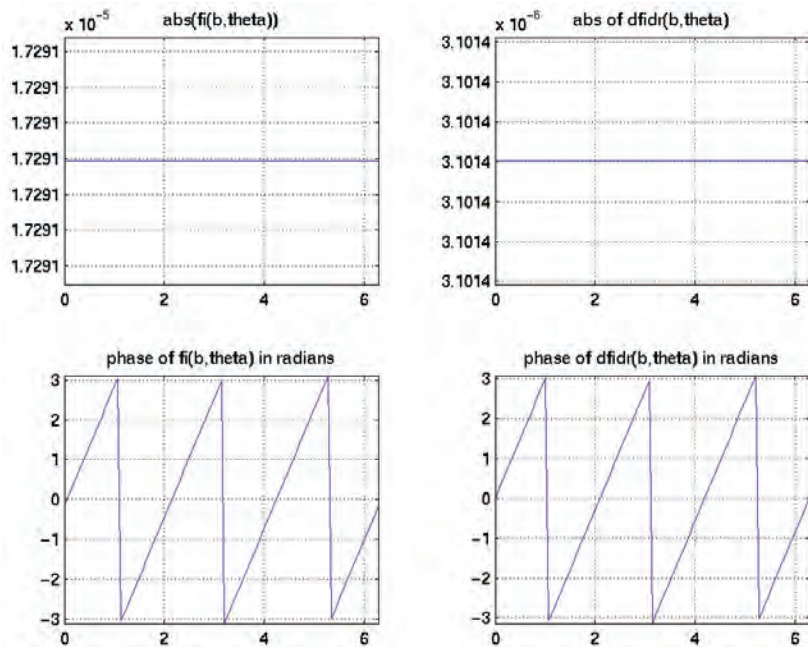 x 10⁻⁵
abs(fi(b,theta))
1.7291
1.7291
1.7291
1.7291
1.7291
1.7291
1.7291
0 2 4 6
x 10⁻⁶
abs of dfidr(b,theta)
3.1014
3.1014
3.1014
3.1014
3.1014
3.1014
3.1014
0 2 4 6
phase of fi(b,theta) in radians
3
2
1
0
−1
−2
−3
0 2 4 6
phase of dfidr(b,theta) in radians
3
2
1
0
−1
−2
−3
0 2 4 6